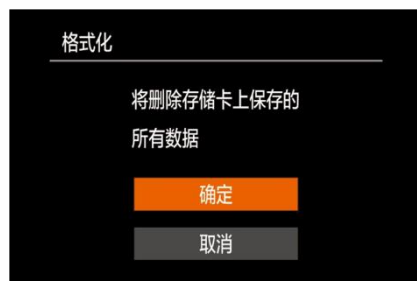 格式化
将删除存储卡上保存的
所有数据
确定
取消